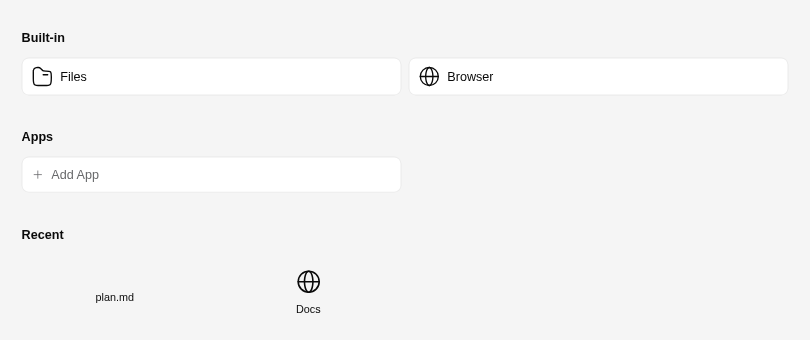 Built-in
Files
Browser
Apps
+ Add App
Recent
plan.md
Docs